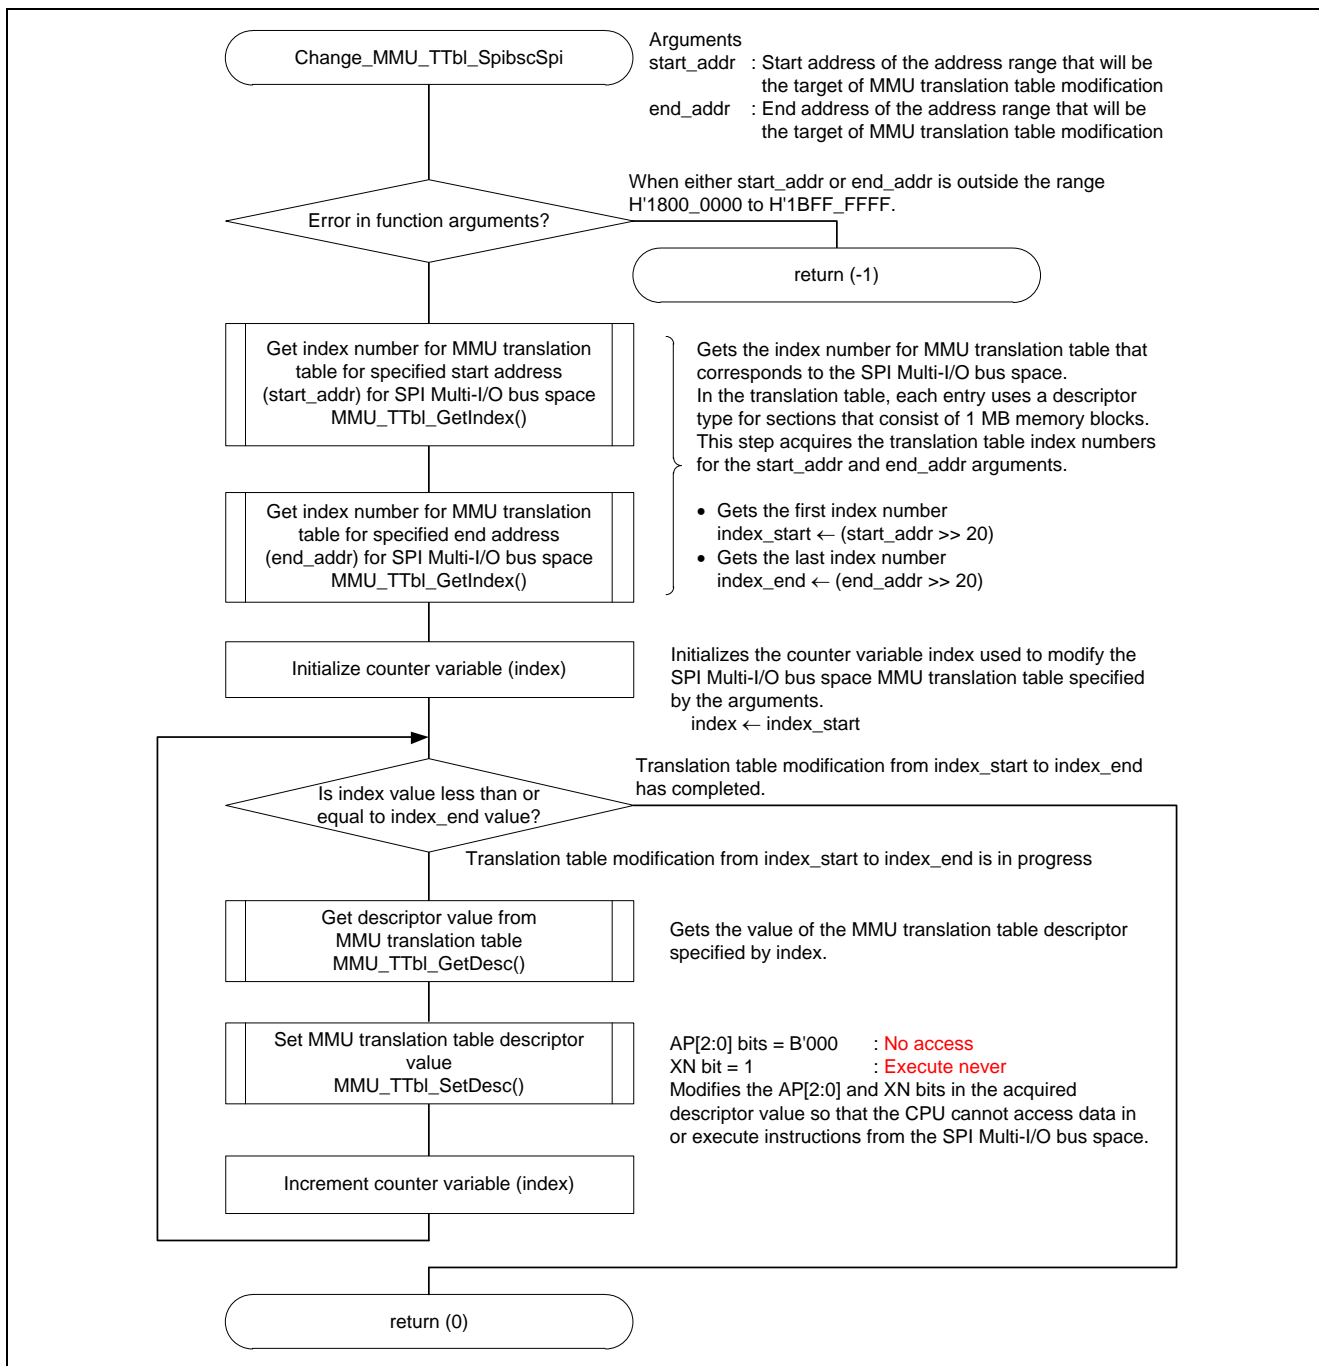 Change_MMU_TTbl_SpibscSpi
Arguments
start_addr : Start address of the address range that will be
the target of MMU translation table modification
end_addr : End address of the address range that will be
the target of MMU translation table modification
Error in function arguments?
When either start_addr or end_addr is outside the range
H'1800_0000 to H'1BFF_FFFF.
return (-1)
Get index number for MMU translation
table for specified start address
(start_addr) for SPI Multi-I/O bus space
MMU_TTbl_GetIndex()
Get index number for MMU translation
table for specified end address
(end_addr) for SPI Multi-I/O bus space
MMU_TTbl_GetIndex()
Gets the index number for MMU translation table that
corresponds to the SPI Multi-I/O bus space.
In the translation table, each entry uses a descriptor
type for sections that consist of 1 MB memory blocks.
This step acquires the translation table index numbers
for the start_addr and end_addr arguments.
• Gets the first index number
index_start ← (start_addr >> 20)
• Gets the last index number
index_end ← (end_addr >> 20)
Initialize counter variable (index)
Initializes the counter variable index used to modify the
SPI Multi-I/O bus space MMU translation table specified
by the arguments.
index ← index_start
Is index value less than or
equal to index_end value?
Translation table modification from index_start to index_end
has completed.
Translation table modification from index_start to index_end is in progress
Get descriptor value from
MMU translation table
MMU_TTbl_GetDesc()
Gets the value of the MMU translation table descriptor
specified by index.
Set MMU translation table descriptor
value
MMU_TTbl_SetDesc()
AP[2:0] bits = B'000 : No access
XN bit = 1 : Execute never
Modifies the AP[2:0] and XN bits in the acquired
descriptor value so that the CPU cannot access data in
or execute instructions from the SPI Multi-I/O bus space.
Increment counter variable (index)
return (0)